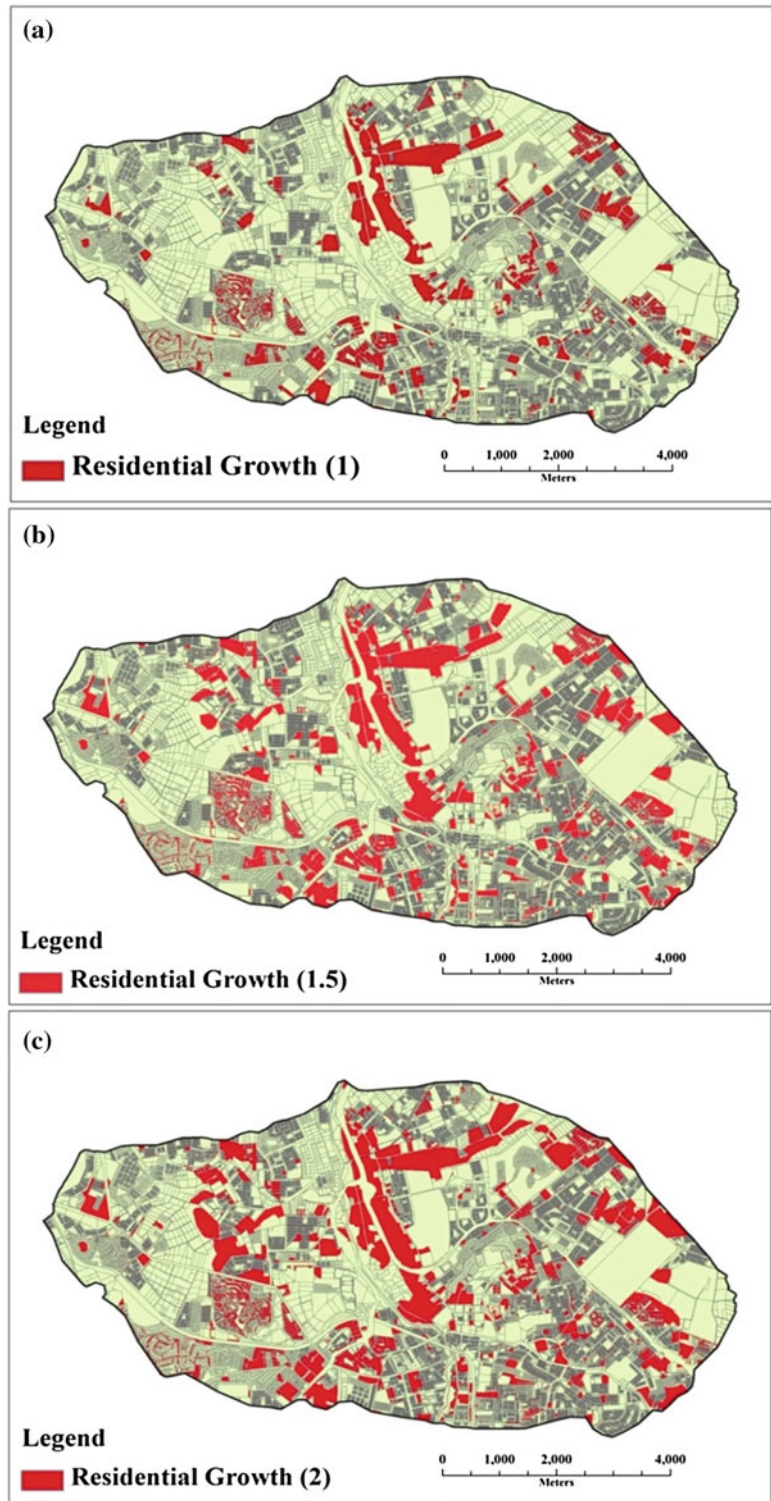 (a)
Legend
Residential Growth (1)
0 1,000 2,000 4,000
Meters
(b)
Legend
Residential Growth (1.5)
0 1,000 2,000 4,000
Meters
(c)
Legend
Residential Growth (2)
0 1,000 2,000 4,000
Meters